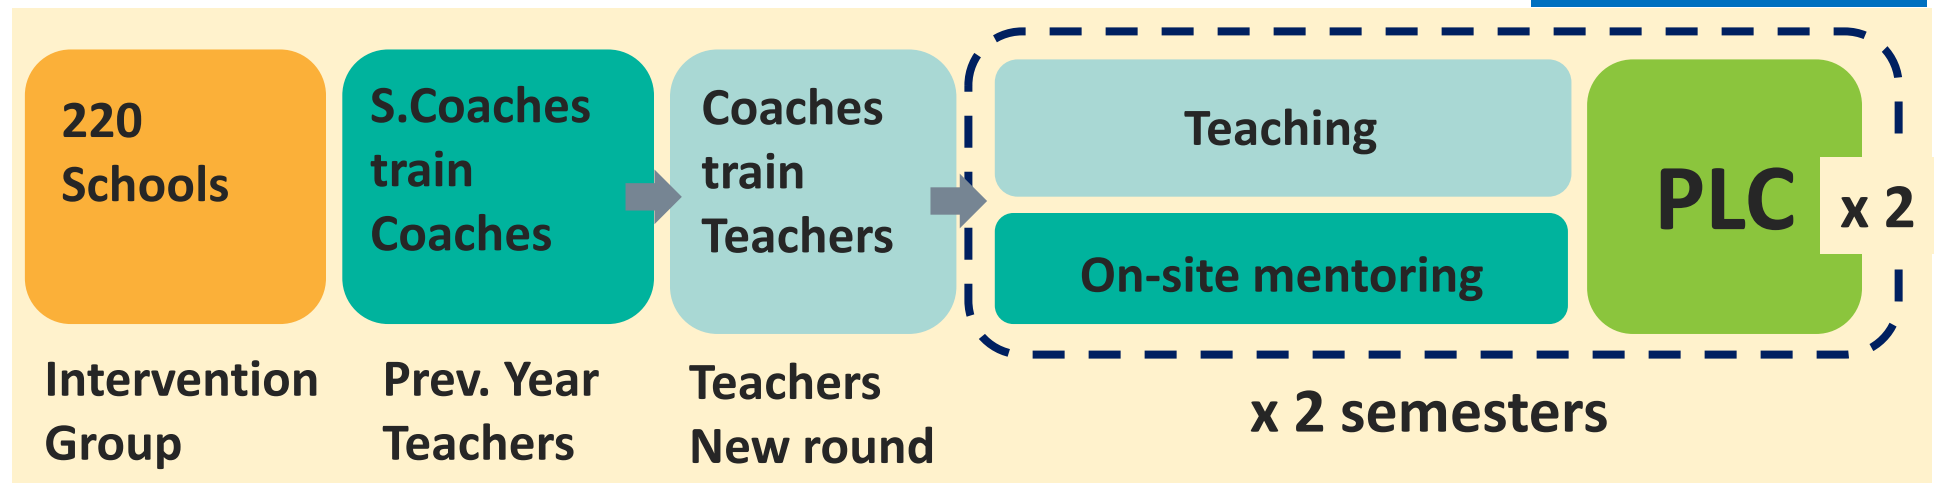 220
Schools
Intervention
Group
S.Coaches
train
Coaches
Prev. Year
Teachers
Coaches
train
Teachers
Teachers
New round
Teaching
On-site mentoring
PLC
x 2
x 2 semesters